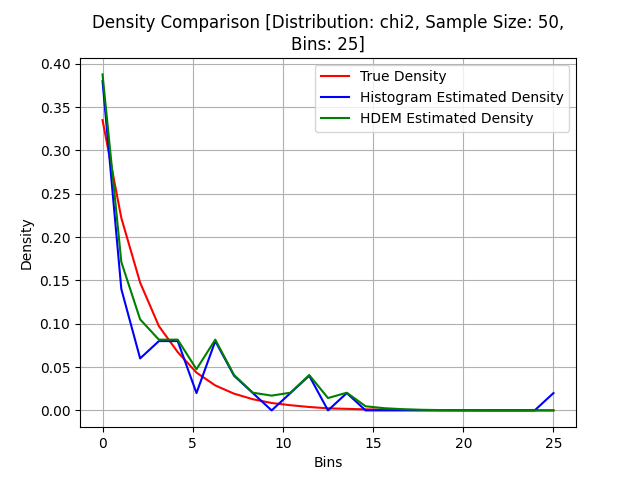 Density Comparison [Distribution: chi2, Sample Size: 50,
Bins: 25]
True Density
Histogram Estimated Density
HDEM Estimated Density
Density
0.40
0.35
0.30
0.25
0.20
0.15
0.10
0.05
0.00
0 5 10 15 20 25
Bins